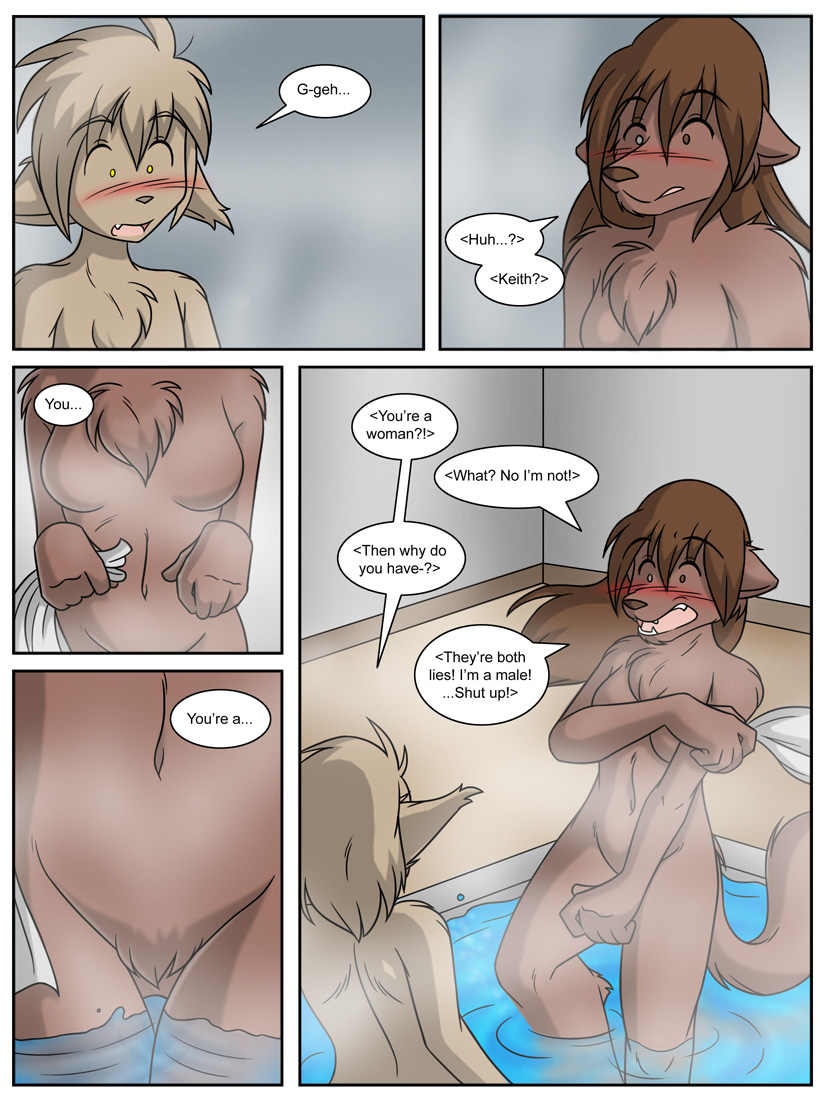 G-geh...
<Huh...?>
<Keith?>
You...
You're a...
<You're a
woman?!>
<What? No I'm not!>
<Then why do
you have-?>
<They're both
lies! I'm a male!
...Shut up!>